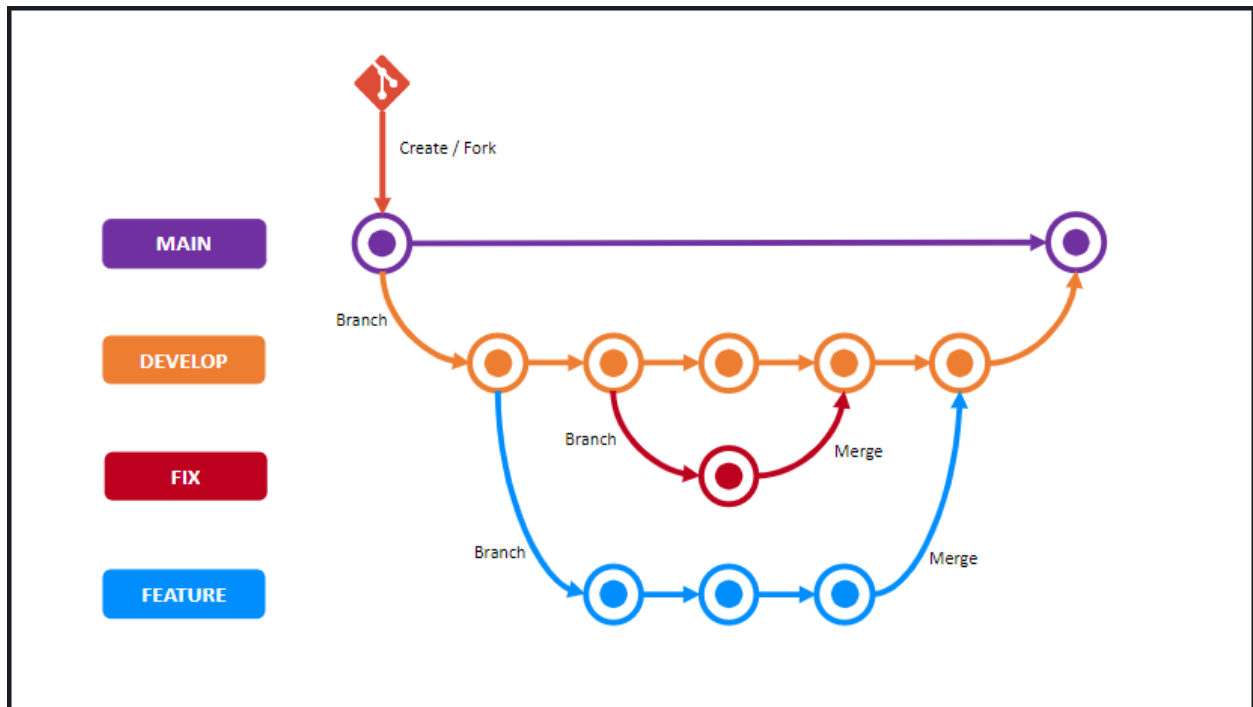 Create / Fork
MAIN
Branch
DEVELOP
Branch
Merge
FIX
Branch
Merge
FEATURE